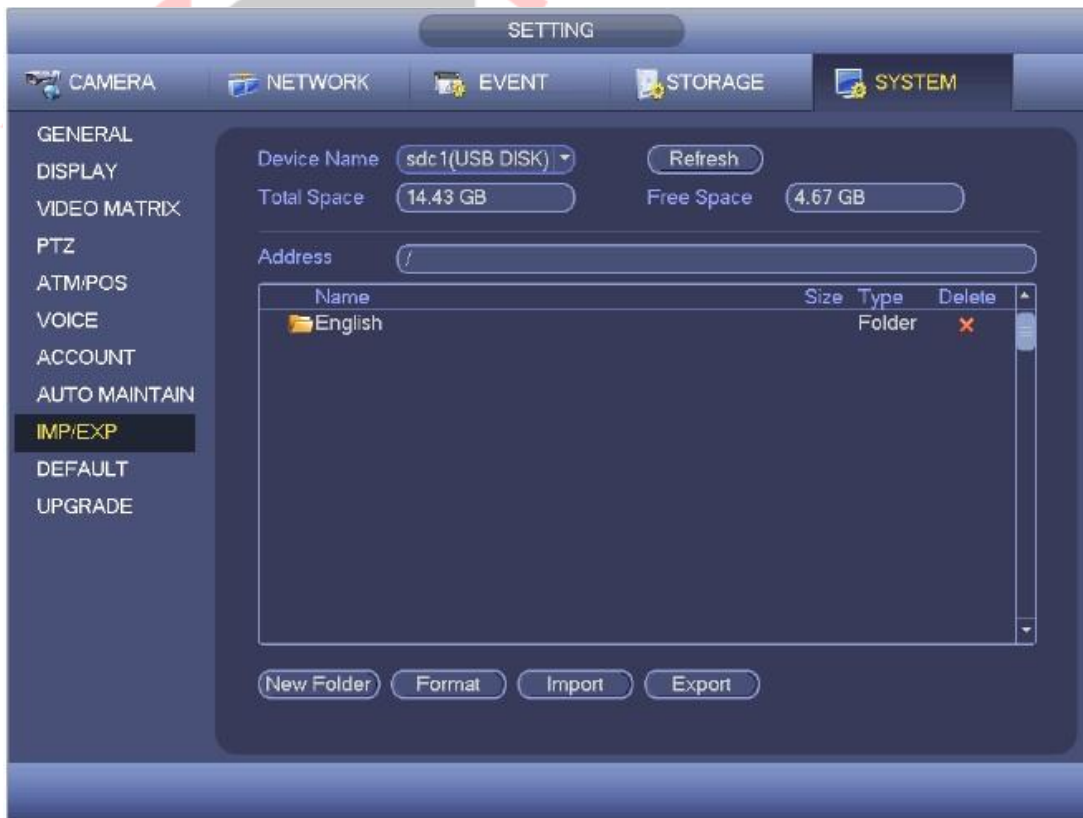 SETTING
CAMERA NETWORK EVENT STORAGE SYSTEM
GENERAL
DISPLAY
VIDEO MATRIX
PTZ
ATM/POS
VOICE
ACCOUNT
AUTO MAINTAIN
IMP/EXP
DEFAULT
UPGRADE
Device Name sdc1(USB DISK) Refresh
Total Space 14.43 GB Free Space 4.67 GB
Address /
Name Size Type Delete
English Folder
New Folder Format Import Export